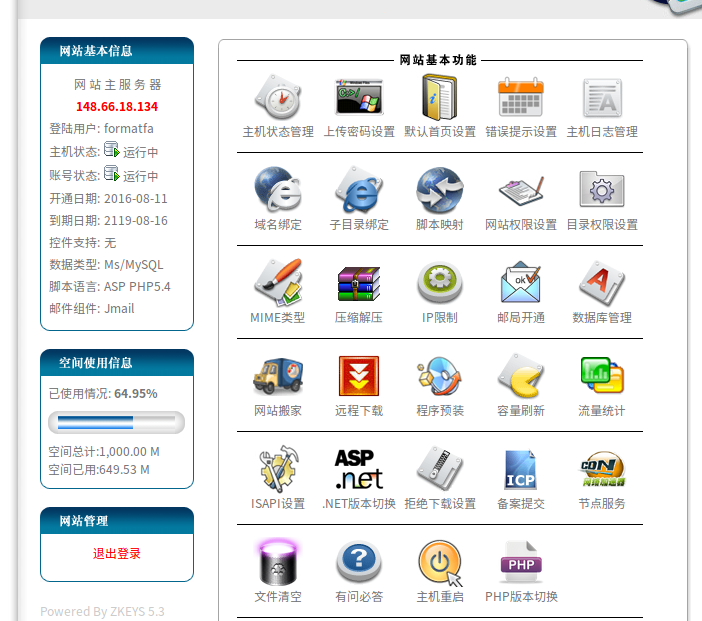 网站基本信息
网站主服务器
148.66.18.134
登陆用户: formatfa
主机状态: 运行中
账号状态: 运行中
开通日期: 2016-08-11
到期日期: 2119-08-16
控件支持: 无
数据类型: Ms/MySQL
脚本语言: ASP PHP5.4
邮件组件: Jmail
空间使用信息
已使用情况: 64.95%
空间总计:1,000.00 M
空间已用:649.53 M
网站管理
退出登录
Powered By ZKEYS 5.3
网站基本功能
主机状态管理 上传密码设置 默认首页设置 错误提示设置 主机日志管理
域名绑定 子目录绑定 脚本映射 网站权限设置 目录权限设置
ok
MIME类型 压缩解压 IP限制 邮局开通 数据库管理
网站搬家 远程下载 程序预装 容量刷新 流量统计
ASP .net ICP CDN 网络加速器
ISAPI设置 .NET版本切换 拒绝下载设置 备案提交 节点服务
PHP
文件清空 有问必答 主机重启 PHP版本切换